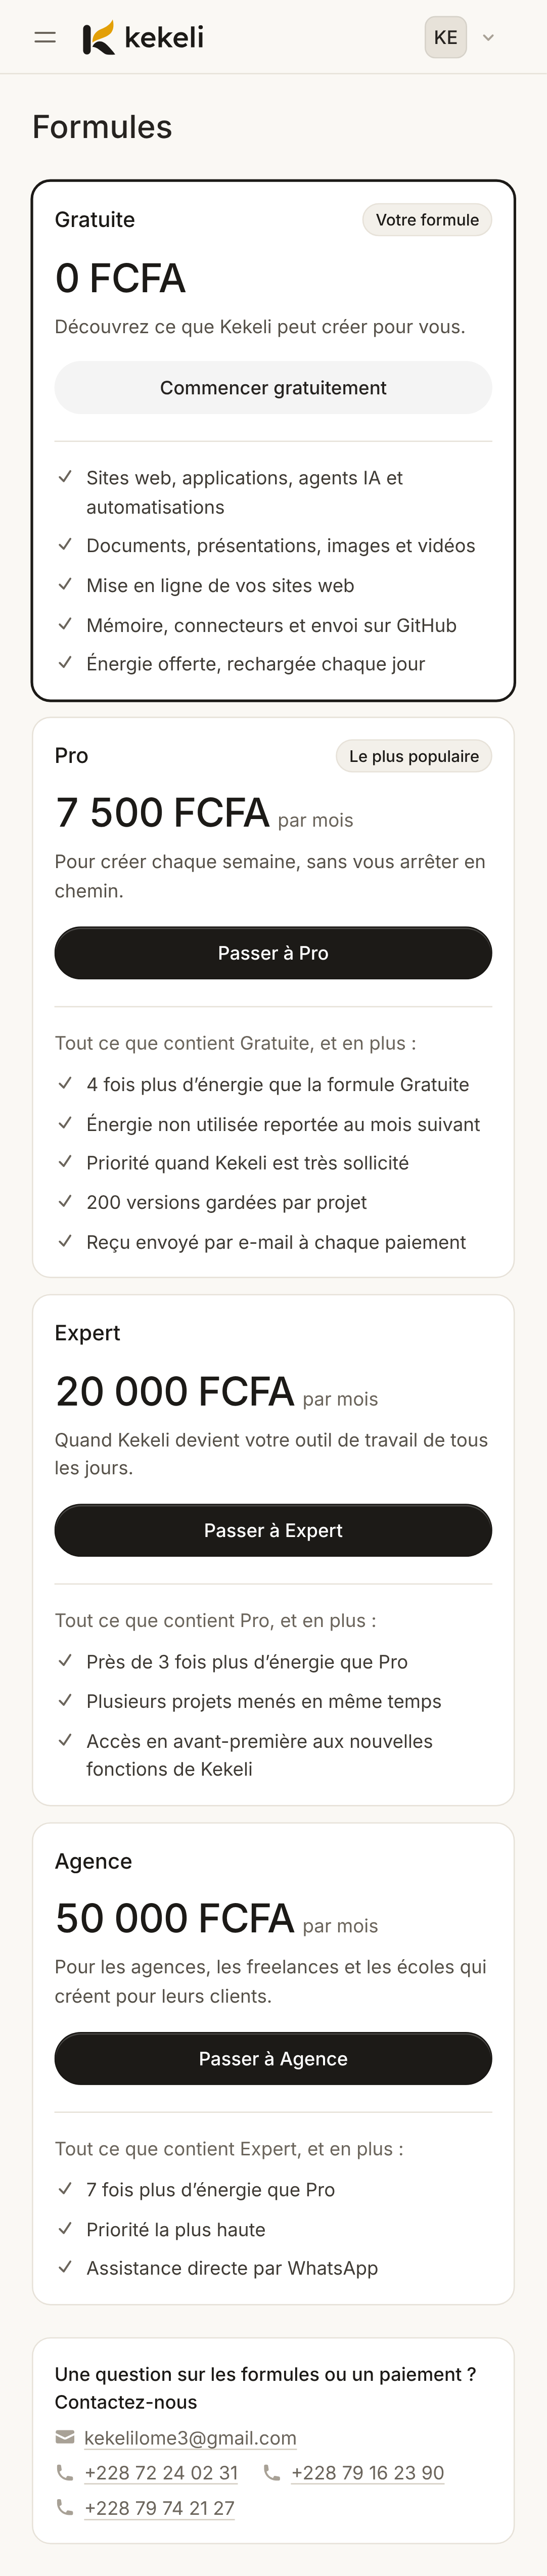 kekeli
KE
Formules
Gratuite
Votre formule
0 FCFA
Découvrez ce que Kekeli peut créer pour vous.
Commencer gratuitement
Sites web, applications, agents IA et
automatisations
Documents, présentations, images et vidéos
Mise en ligne de vos sites web
Mémoire, connecteurs et envoi sur GitHub
Énergie offerte, rechargée chaque jour
Pro
Le plus populaire
7 500 FCFA par mois
Pour créer chaque semaine, sans vous arrêter en
chemin.
Passer à Pro
Tout ce que contient Gratuite, et en plus :
4 fois plus d’énergie que la formule Gratuite
Énergie non utilisée reportée au mois suivant
Priorité quand Kekeli est très sollicité
200 versions gardées par projet
Reçu envoyé par e-mail à chaque paiement
Expert
20 000 FCFA par mois
Quand Kekeli devient votre outil de travail de tous
les jours.
Passer à Expert
Tout ce que contient Pro, et en plus :
Près de 3 fois plus d’énergie que Pro
Plusieurs projets menés en même temps
Accès en avant-première aux nouvelles
fonctions de Kekeli
Agence
50 000 FCFA par mois
Pour les agences, les freelances et les écoles qui
créent pour leurs clients.
Passer à Agence
Tout ce que contient Expert, et en plus :
7 fois plus d’énergie que Pro
Priorité la plus haute
Assistance directe par WhatsApp
Une question sur les formules ou un paiement ?
Contactez-nous
kekelilome3@gmail.com
+228 72 24 02 31 +228 79 16 23 90
+228 79 74 21 27